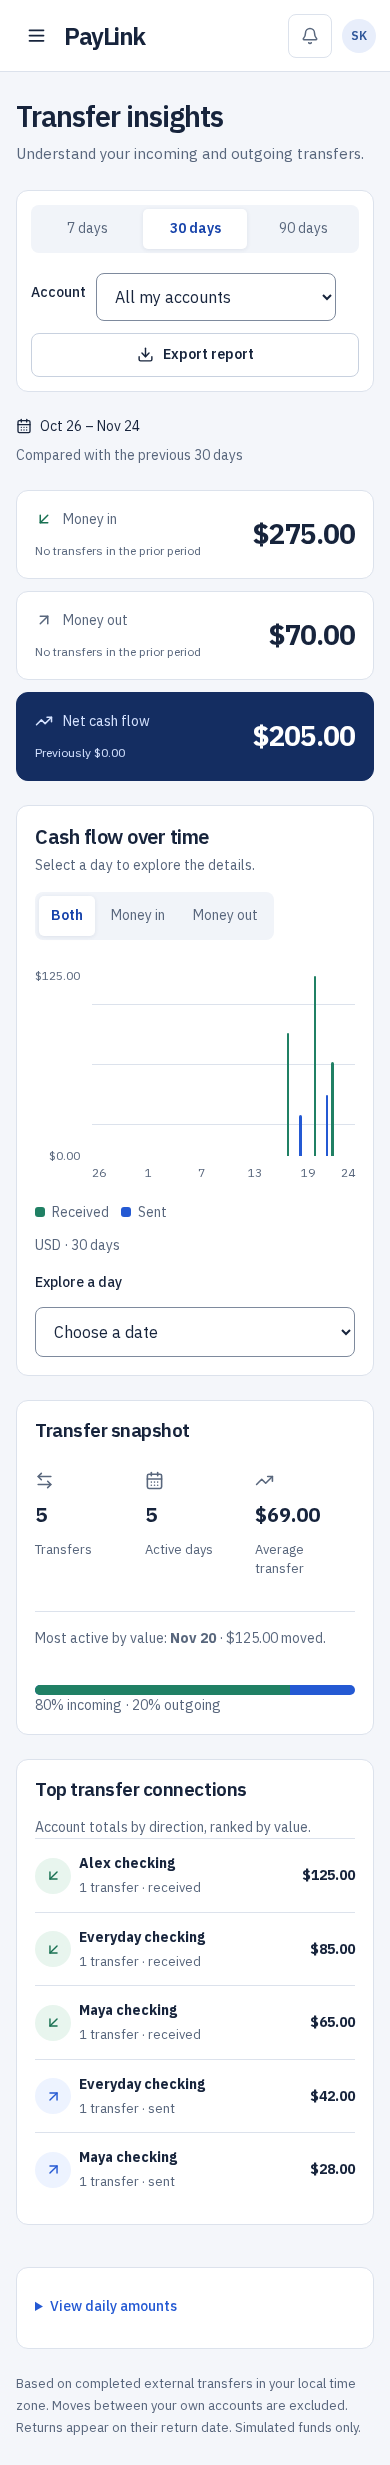 PayLink
SK
Transfer insights
Understand your incoming and outgoing transfers.
7 days
30 days
90 days
Account
All my accounts
Export report
Oct 26 – Nov 24
Compared with the previous 30 days
Money in
No transfers in the prior period
$275.00
Money out
No transfers in the prior period
$70.00
Net cash flow
Previously $0.00
$205.00
Cash flow over time
Select a day to explore the details.
Both
Money in
Money out
$125.00
$0.00
26 1 7 13 19 24
Received
Sent
USD · 30 days
Explore a day
Choose a date
Transfer snapshot
5
Transfers
5
Active days
$69.00
Average
transfer
Most active by value: Nov 20 · $125.00 moved.
80% incoming · 20% outgoing
Top transfer connections
Account totals by direction, ranked by value.
Alex checking
1 transfer · received
$125.00
Everyday checking
1 transfer · received
$85.00
Maya checking
1 transfer · received
$65.00
Everyday checking
1 transfer · sent
$42.00
Maya checking
1 transfer · sent
$28.00
View daily amounts
Based on completed external transfers in your local time
zone. Moves between your own accounts are excluded.
Returns appear on their return date. Simulated funds only.